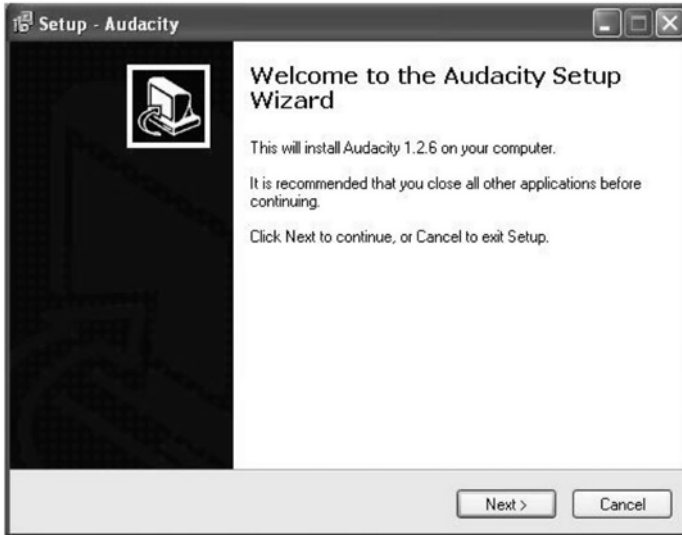 Setup - Audacity
Welcome to the Audacity Setup
Wizard
This will install Audacity 1.2.6 on your computer.
It is recommended that you close all other applications before
continuing.
Click Next to continue, or Cancel to exit Setup.
Next >
Cancel